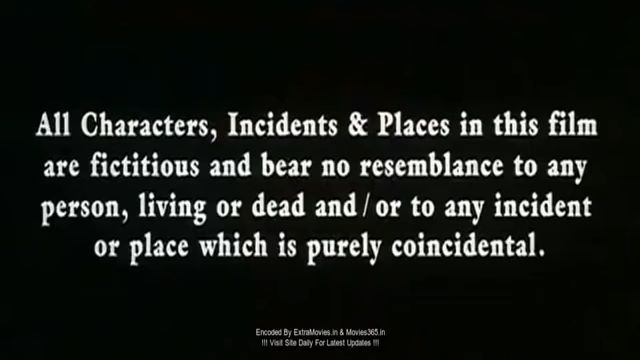 All Characters, Incidents & Places in this film
are fictitious and bear no resemblance to any
person, living or dead and/or to any incident
or place which is purely coincidental.
Encoded By ExtraMovies.in & Movies365.in
!!! Visit Site Daily For Latest Updates !!!